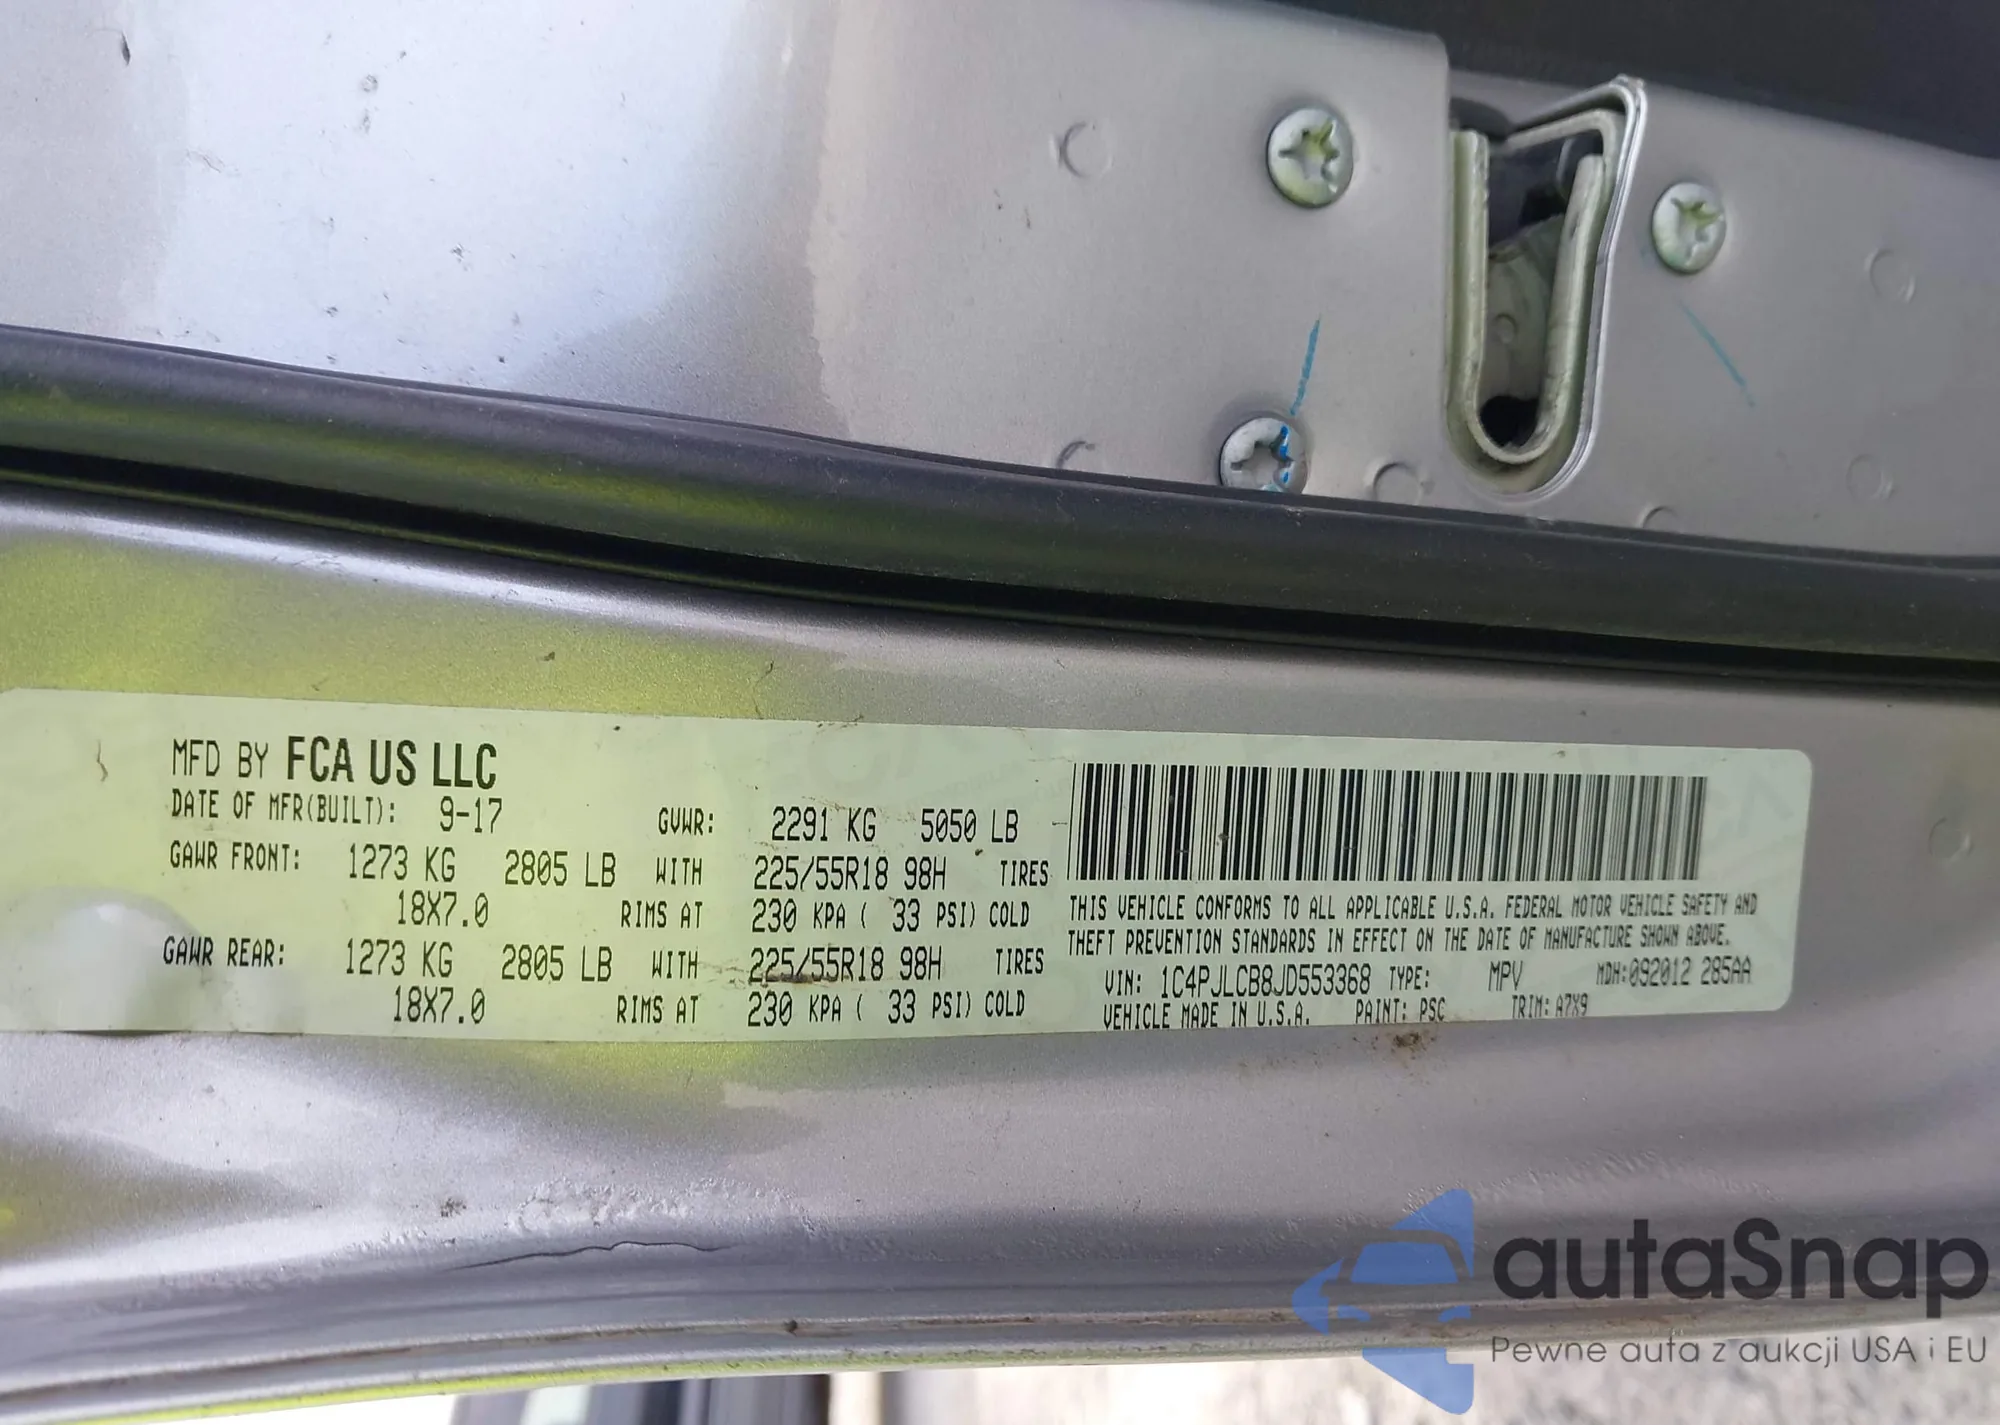 MFD BY FCA US LLC
DATE OF MFR(BUILT): 9-17 GVWR: 2291 KG 5050 LB
GAWR FRONT: 1273 KG 2805 LB WITH 225/55R18 98H TIRES
18X7.0 RIMS AT 230 KPA ( 33 PSI) COLD
GAWR REAR: 1273 KG 2805 LB WITH 225/55R18 98H TIRES
18X7.0 RIMS AT 230 KPA ( 33 PSI) COLD
THIS VEHICLE CONFORMS TO ALL APPLICABLE U.S.A. FEDERAL MOTOR VEHICLE SAFETY AND
THEFT PREVENTION STANDARDS IN EFFECT ON THE DATE OF MANUFACTURE SHOWN ABOVE.
VIN: 1C4PJLCB8JD553368 TYPE: MPV MDH:092012 285AA
VEHICLE MADE IN U.S.A. PAINT: PSC TRIM: A7X9
autaSnap
Pewne auta z aukcji USA i EU